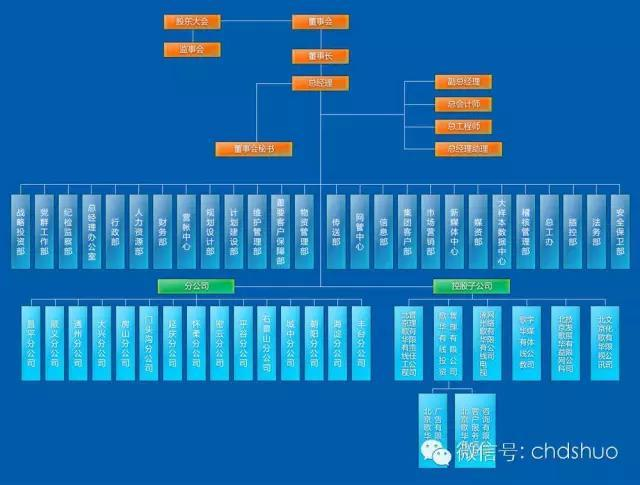 股东大会
董事会
监事会
董事长
总经理
副总经理
总会计师
总工程师
总经理助理
董事会秘书
战略投资部
党群工作部
纪检监察部
总经理办公室
行政部
人力资源部
财务部
营帐中心
规划设计部
计划建设部
维护管理部
重要客户保障部
物资管理部
传送部
网管中心
信息部
集团客户部
市场营销部
新媒体中心
媒资部
大样本数据中心
稽核管理部
总工办
播控部
法务部
安全保卫部
分公司
控股子公司
昌平分公司
顺义分公司
通州分公司
大兴分公司
房山分公司
门头沟分公司
延庆分公司
怀柔分公司
密云分公司
平谷分公司
石景山分公司
城中分公司
朝阳分公司
海淀分公司
丰台分公司
微信号: chdshuo